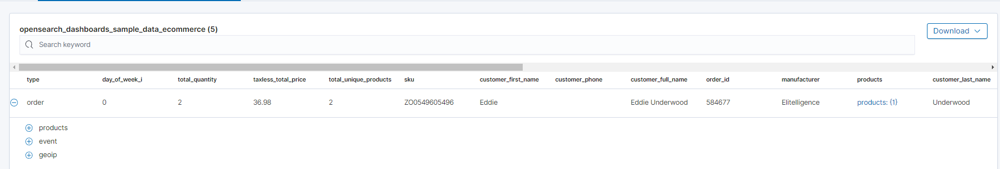 opensearch_dashboards_sample_data_ecommerce (5)
Download
Search keyword
type day_of_week_i total_quantity taxless_total_price total_unique_products sku customer_first_name customer_phone customer_full_name order_id manufacturer products customer_last_name
order 0 2 36.98 2 ZO0549605496 Eddie Eddie Underwood 584677 Elitelligence products: {1} Underwood
products
event
geoip